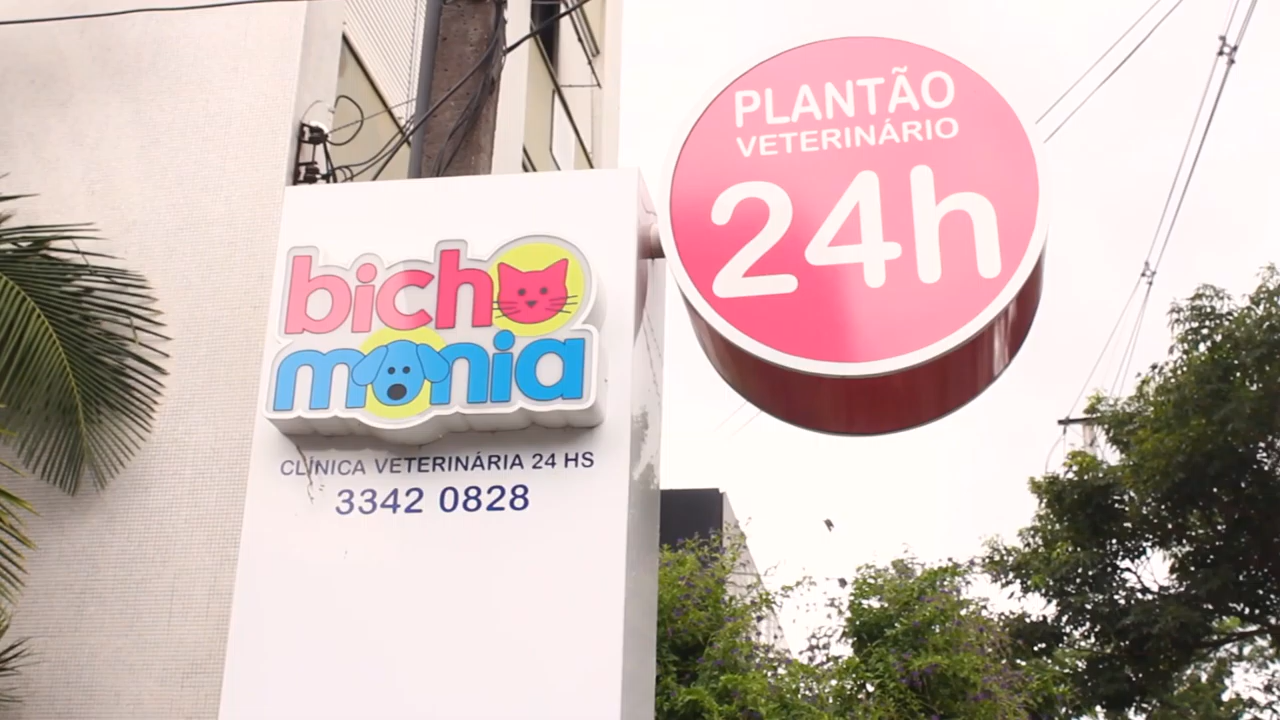 bicho
mania
CLÍNICA VETERINÁRIA 24 HS
3342 0828
PLANTÃO
VETERINÁRIO
24h